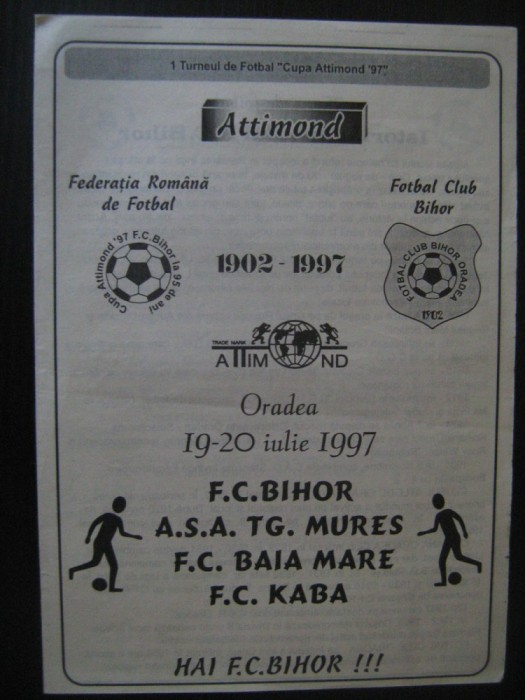 1 Turneul de Fotbal "Cupa Attimond '97"
Attimond
Federația Română
de Fotbal
Fotbal Club
Bihor
Cupa Attimond '97 F.C.Bihor la 95 de ani
1902 - 1997
FOTBAL CLUB BIHOR ORADEA
1902
TRADE MARK
ATTIM ND
Oradea
19-20 iulie 1997
F.C.BIHOR
A.S.A. TG. MURES
F.C. BAIA MARE
F.C. KABA
HAI F.C.BIHOR !!!